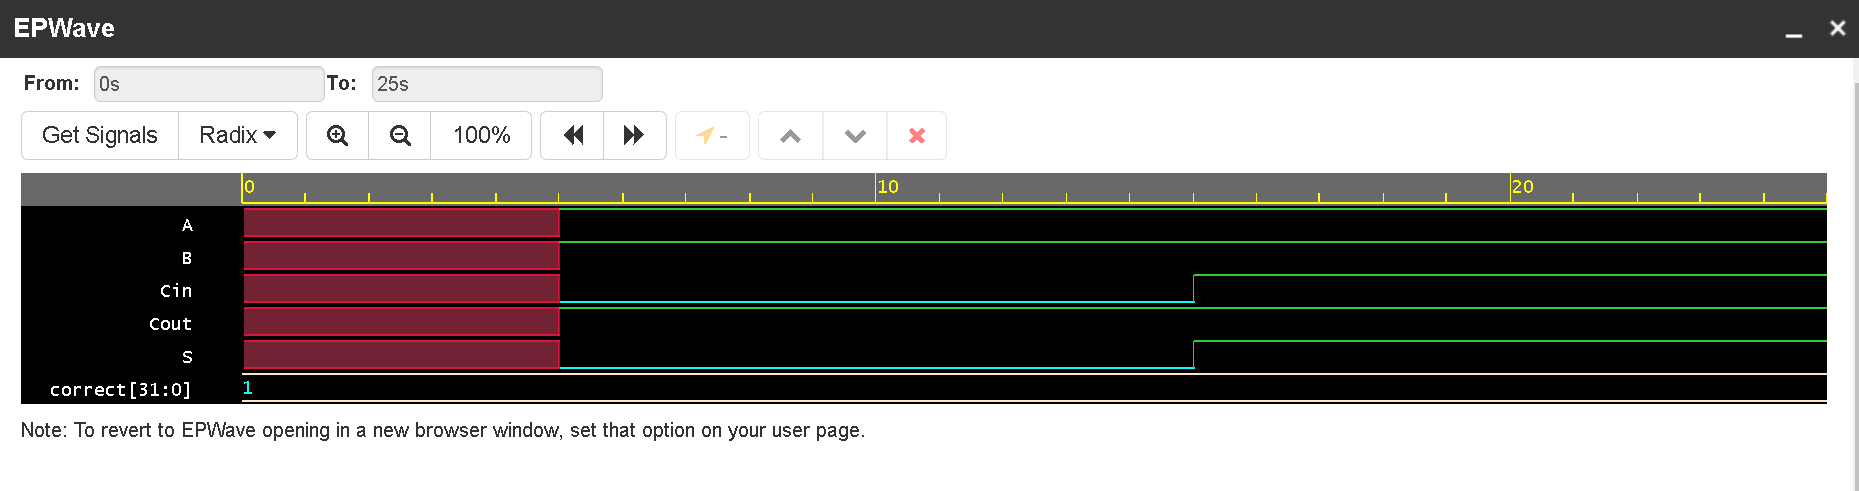 EPWave
From: 0s To: 25s
Get Signals Radix 100% -
0 10 20
A
B
Cin
Cout
S
correct[31:0] 1
Note: To revert to EPWave opening in a new browser window, set that option on your user page.